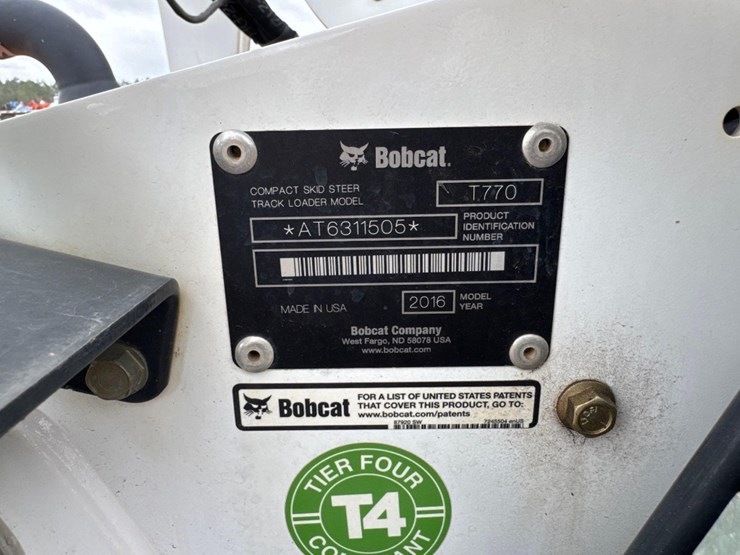 Bobcat.
COMPACT SKID STEER
TRACK LOADER MODEL
T770
*AT6311505*
PRODUCT
IDENTIFICATION
NUMBER
MADE IN USA
2016
MODEL
YEAR
Bobcat Company
West Fargo, ND 58078 USA
www.bobcat.com
Bobcat
FOR A LIST OF UNITED STATES PATENTS
THAT COVER THIS PRODUCT, GO TO:
www.bobcat.com/patents
TIER FOUR
T4